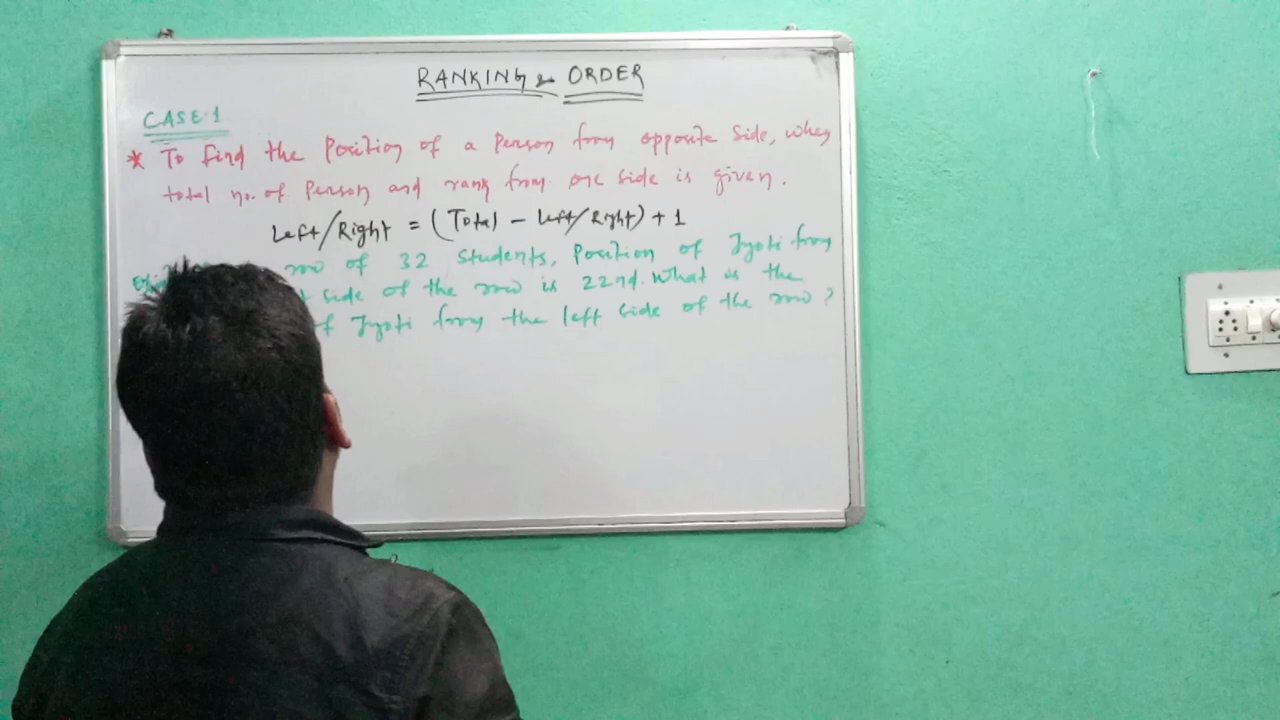 RANKING & ORDER
CASE:1
* To find the Position of a Person from opposite side, when
total no. of Person and rank from one side is given.
Left/Right = (Total - Left/Right) + 1
row of 32 Students, Position of Jyoti from
side of the row is 22nd. What is the
of Jyoti from the left side of the row ?